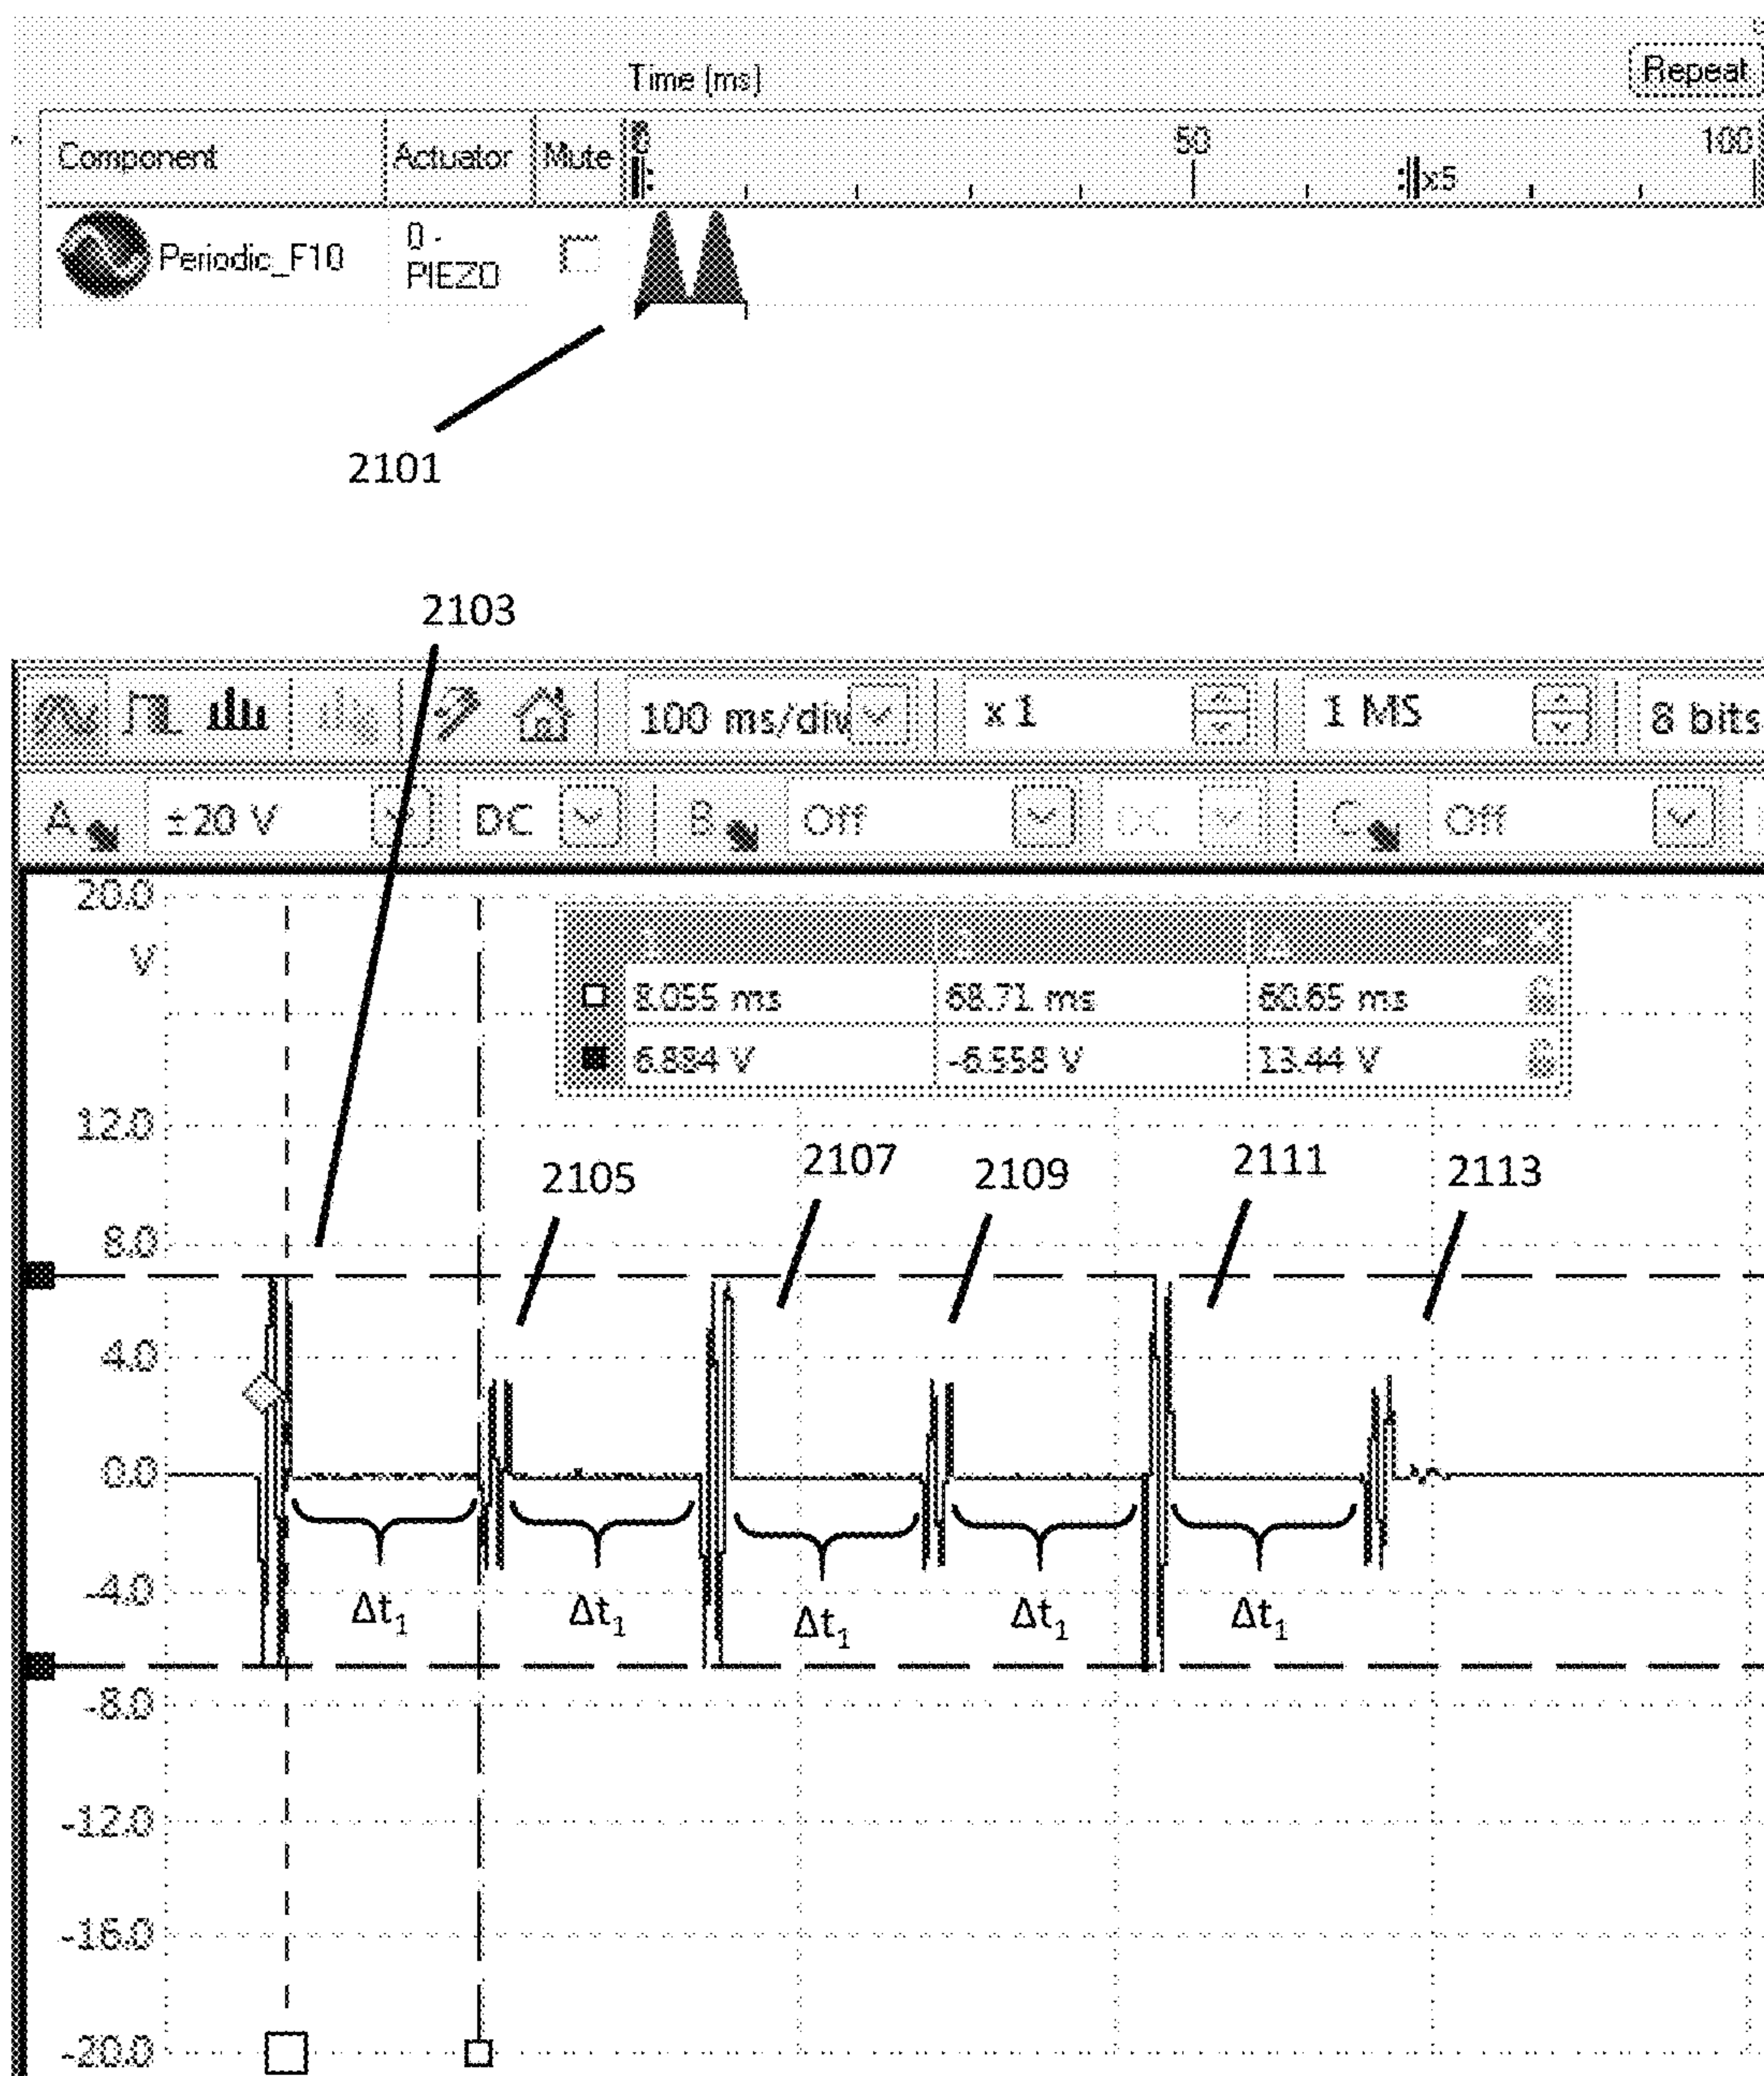 Time (ms)
Repeat
Component Actuator Mute 0 50 100
x5
Periodic_F10 0 - PIEZO
2101
2103
100 ms/div x 1 1 MS 8 bits
A ±20 V DC B Off DC C Off
20.0
V
8.055 ms 68.71 ms 60.65 ms
6.884 V -6.558 V 13.44 V
12.0
2105 2107 2109 2111 2113
8.0
4.0
0.0
-4.0
Δt₁ Δt₁ Δt₁ Δt₁ Δt₁
-8.0
-12.0
-16.0
-20.0